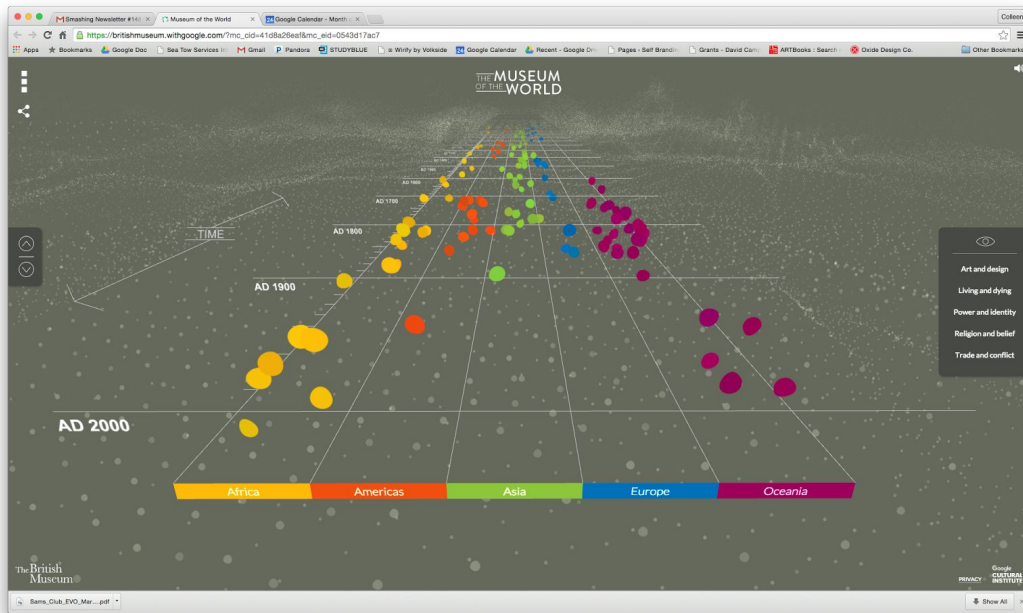 Smashing Newsletter #14
Museum of the World
Google Calendar - Month
Colleen
https://britishmuseum.withgoogle.com/?mc_cid=41d8a26eaf&mc_eid=0543d17ac7
Apps
Bookmarks
Google Doc
Sea Tow Services
Gmail
Pandora
STUDYBLUE
Wirify by Volkside
Google Calendar
Recent - Google
Pages - Self
Grants - David
ARTBooks : Search
Oxide Design Co.
Other Bookmarks
THE MUSEUM
OF THE WORLD
AD 1700
TIME
AD 1800
AD 1900
AD 2000
Art and design
Living and dying
Power and identity
Religion and belief
Trade and conflict
Africa
Americas
Asia
Europe
Oceania
The British
Museum
PRIVACY
Google
CULTURAL
INSTITUTE
Sams_Club_EVO_Mar....pdf
Show All